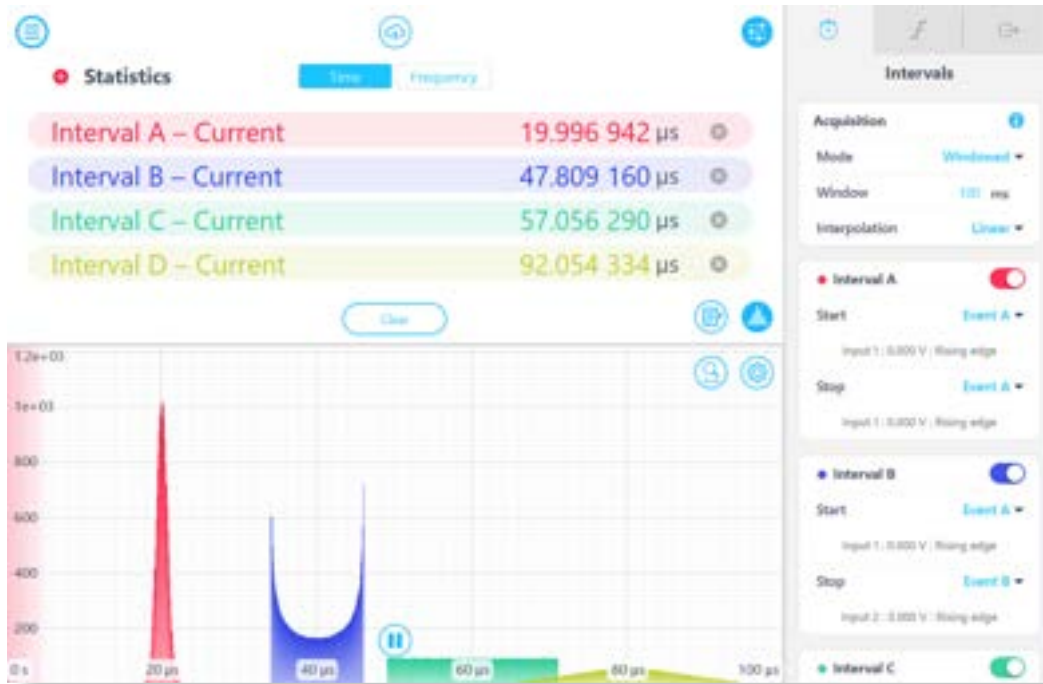 Statistics
Time Frequency
Interval A – Current 19.996 942 µs
Interval B – Current 47.809 160 µs
Interval C – Current 57.056 290 µs
Interval D – Current 92.054 334 µs
Clear
1.2e+03
1e+03
800
600
400
200
0 s 20 µs 40 µs 60 µs 80 µs 100 µs
Intervals
Acquisition
Mode Windowed
Window 100 ms
Interpolation Linear
Interval A
Start Event A
Input 1 : 0.000 V : Rising edge
Stop Event A
Input 1 : 0.000 V : Rising edge
Interval B
Start Event A
Input 1 : 0.000 V : Rising edge
Stop Event B
Input 2 : 0.000 V : Rising edge
Interval C